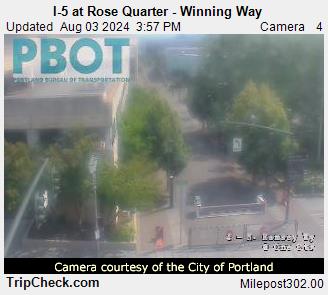 I-5 at Rose Quarter - Winning Way
Updated Aug 03 2024 3:57 PM Camera 4
PBOT
PORTLAND BUREAU OF TRANSPORTATION
Camera courtesy of the City of Portland
TripCheck.com Milepost302.00